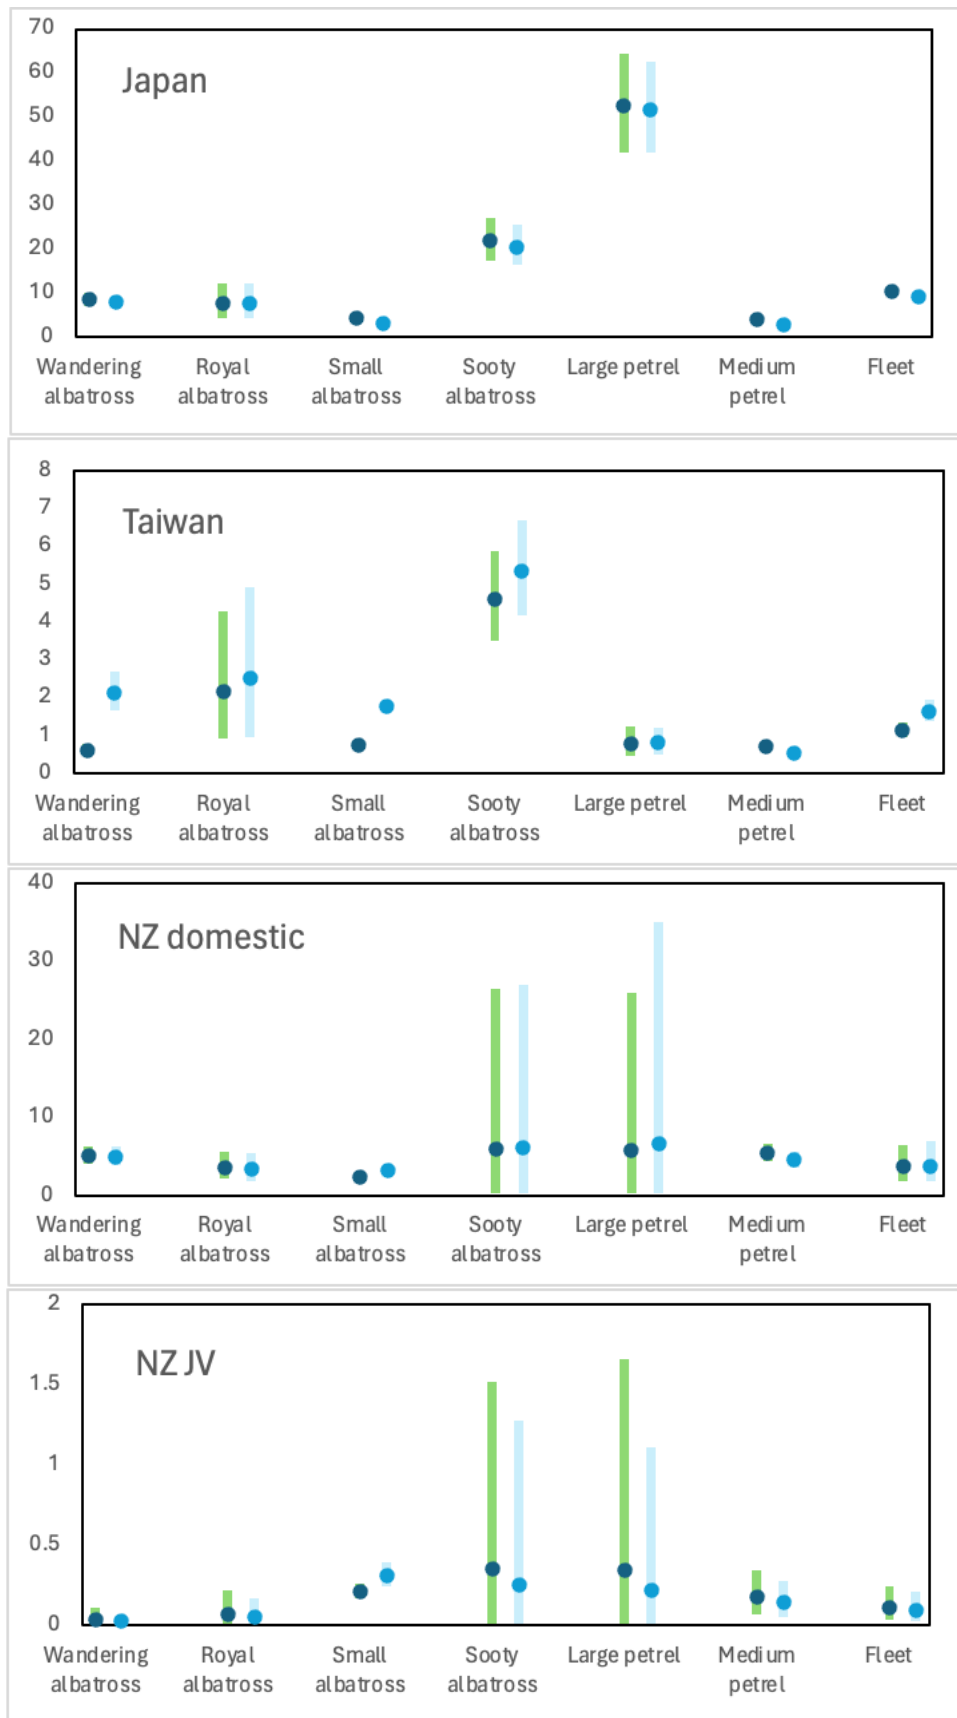 70
Japan
60
50
40
30
20
10
0
Wandering albatross
Royal albatross
Small albatross
Sooty albatross
Large petrel
Medium petrel
Fleet
8
7
Taiwan
6
5
4
3
2
1
0
Wandering albatross
Royal albatross
Small albatross
Sooty albatross
Large petrel
Medium petrel
Fleet
40
NZ domestic
30
20
10
0
Wandering albatross
Royal albatross
Small albatross
Sooty albatross
Large petrel
Medium petrel
Fleet
2
NZ JV
1.5
1
0.5
0
Wandering albatross
Royal albatross
Small albatross
Sooty albatross
Large petrel
Medium petrel
Fleet